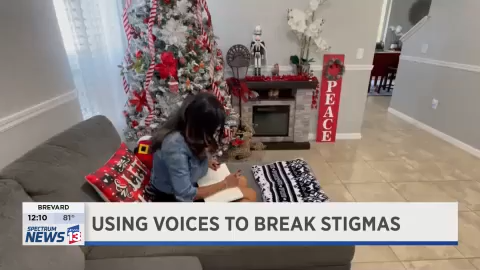 PEACE
BREVARD
12:10 81°
SPECTRUM
NEWS 13
USING VOICES TO BREAK STIGMAS